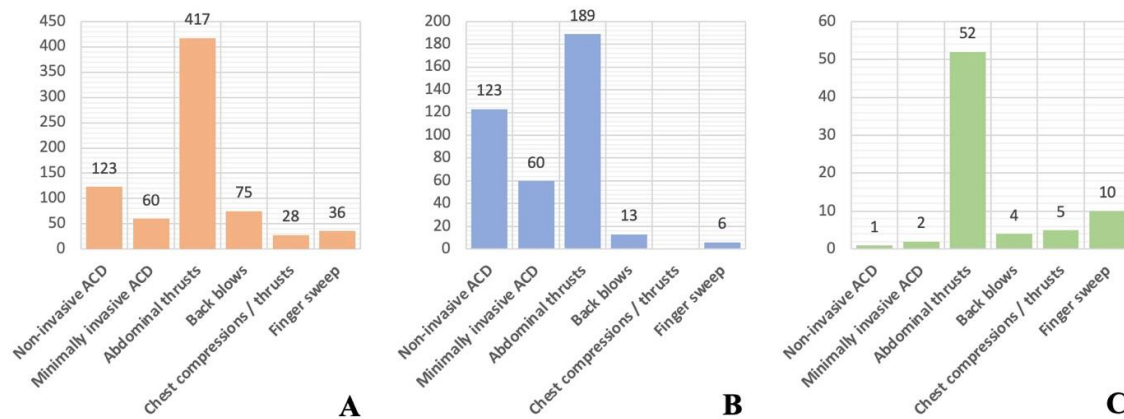 450
400
350
300
250
200
150
100
50
0
123
60
417
75
28
36
Non-invasive ACD
Minimally invasive ACD
Abdominal thrusts
Back blows
Chest compressions / thrusts
Finger sweep
A
200
180
160
140
120
100
80
60
40
20
0
123
60
189
13
6
Non-invasive ACD
Minimally invasive ACD
Abdominal thrusts
Back blows
Chest compressions / thrusts
Finger sweep
B
60
50
40
30
20
10
0
1
2
52
4
5
10
Non-invasive ACD
Minimally invasive ACD
Abdominal thrusts
Back blows
Chest compressions / thrusts
Finger sweep
C